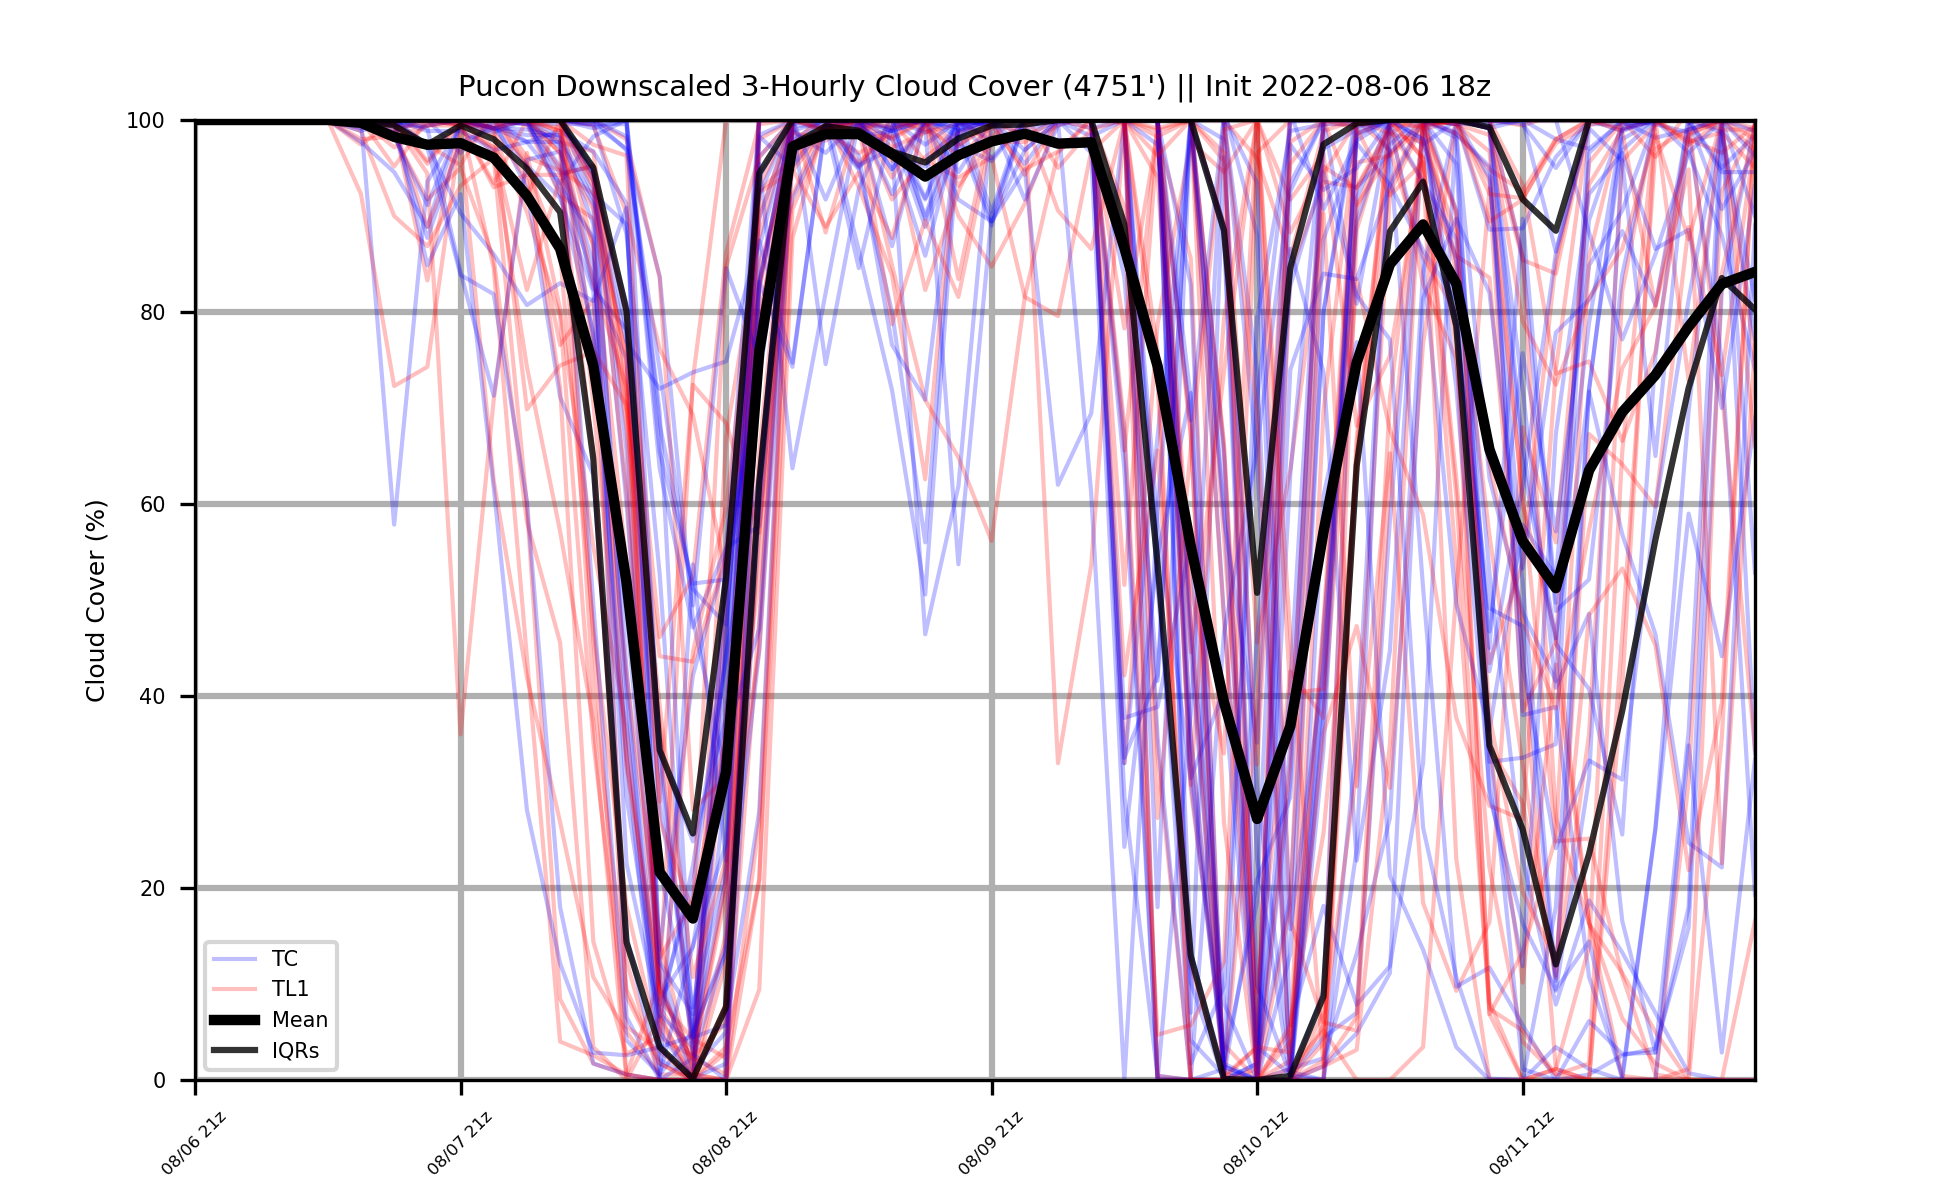 Pucon Downscaled 3-Hourly Cloud Cover (4751') || Init 2022-08-06 18z
Cloud Cover (%)
100
80
60
40
20
0
TC
TL1
Mean
IQRs
08/06 21z
08/07 21z
08/08 21z
08/09 21z
08/10 21z
08/11 21z